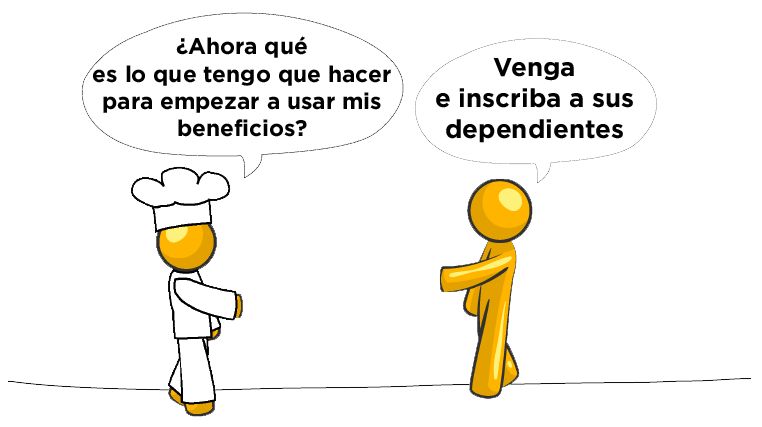 ¿Ahora qué
es lo que tengo que hacer
para empezar a usar mis
beneficios?
Venga
e inscriba a sus
dependientes